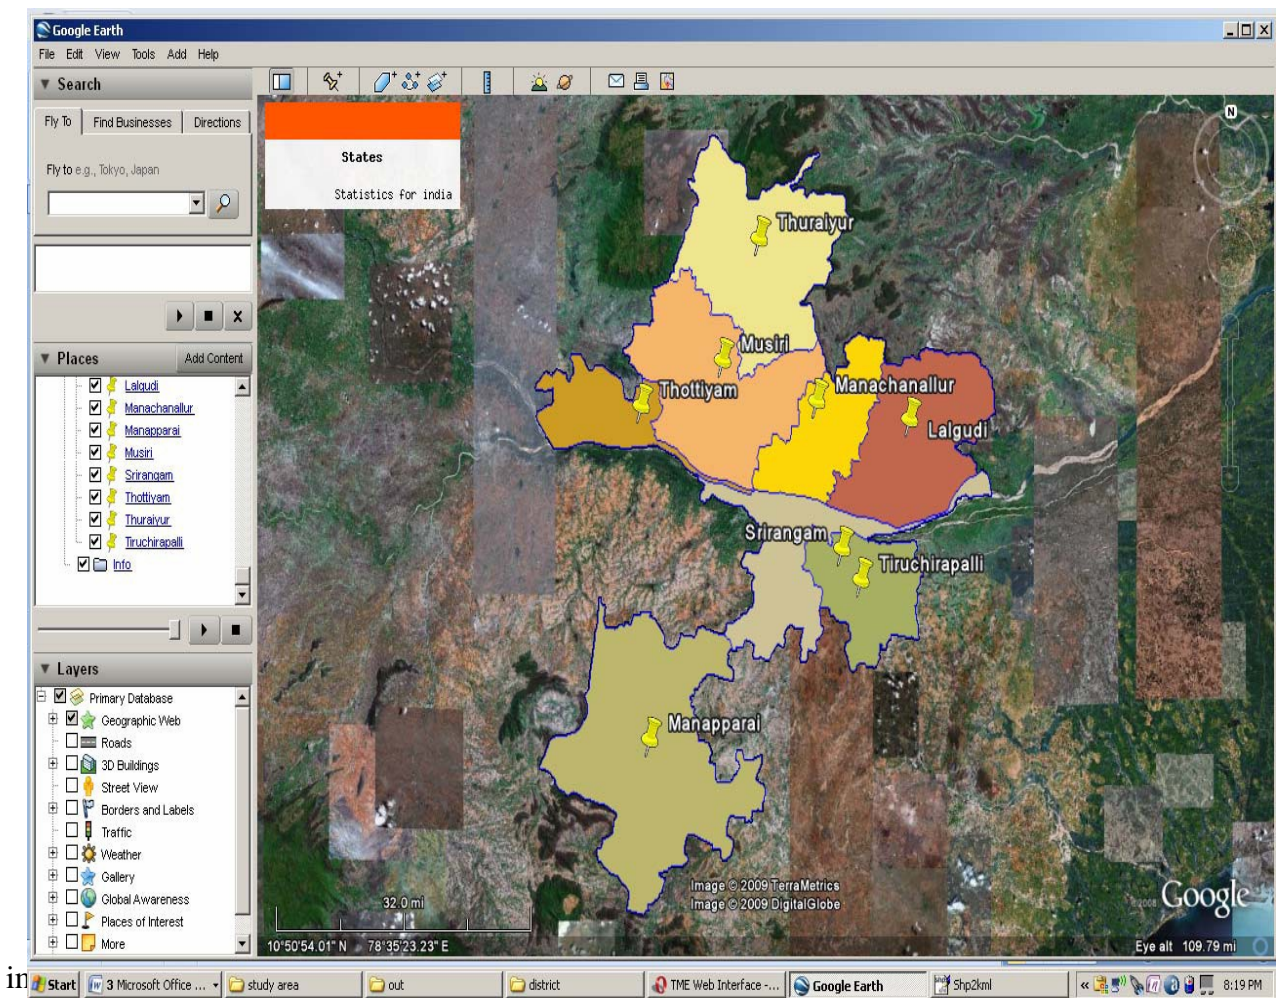 Google Earth
File Edit View Tools Add Help
Search
Fly To Find Businesses Directions
Fly to e.g., Tokyo, Japan
Places Add Content
Lalgudi
Manachanallur
Manapparai
Musiri
Srirangam
Thottiyam
Thuraiyur
Tiruchirapalli
Info
Layers
Primary Database
Geographic Web
Roads
3D Buildings
Street View
Borders and Labels
Traffic
Weather
Gallery
Global Awareness
Places of Interest
More
States
Statistics for india
N
Thuraiyur
Musiri
Thottiyam
Manachanallur
Lalgudi
Srirangam
Tiruchirapalli
Manapparai
Image © 2009 TerraMetrics
Image © 2009 DigitalGlobe
©2008 Google
32.0 mi
10°50'54.01" N 78°35'23.23" E
Eye alt 109.79 mi
Start 3 Microsoft Office ... study area out district TME Web Interface -... Google Earth Shp2kml « 8:19 PM